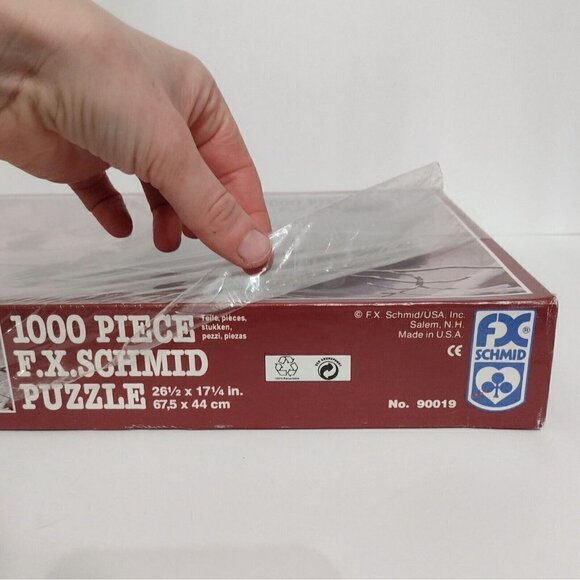 1000 PIECE
Teile, pieces,
stukken,
pezzi, piezas
F.X. SCHMID
PUZZLE
26½ x 17¼ in.
67,5 x 44 cm
© F.X. Schmid/USA, Inc.
Salem, N.H.
Made in U.S.A.
CE
No. 90019
FX
SCHMID